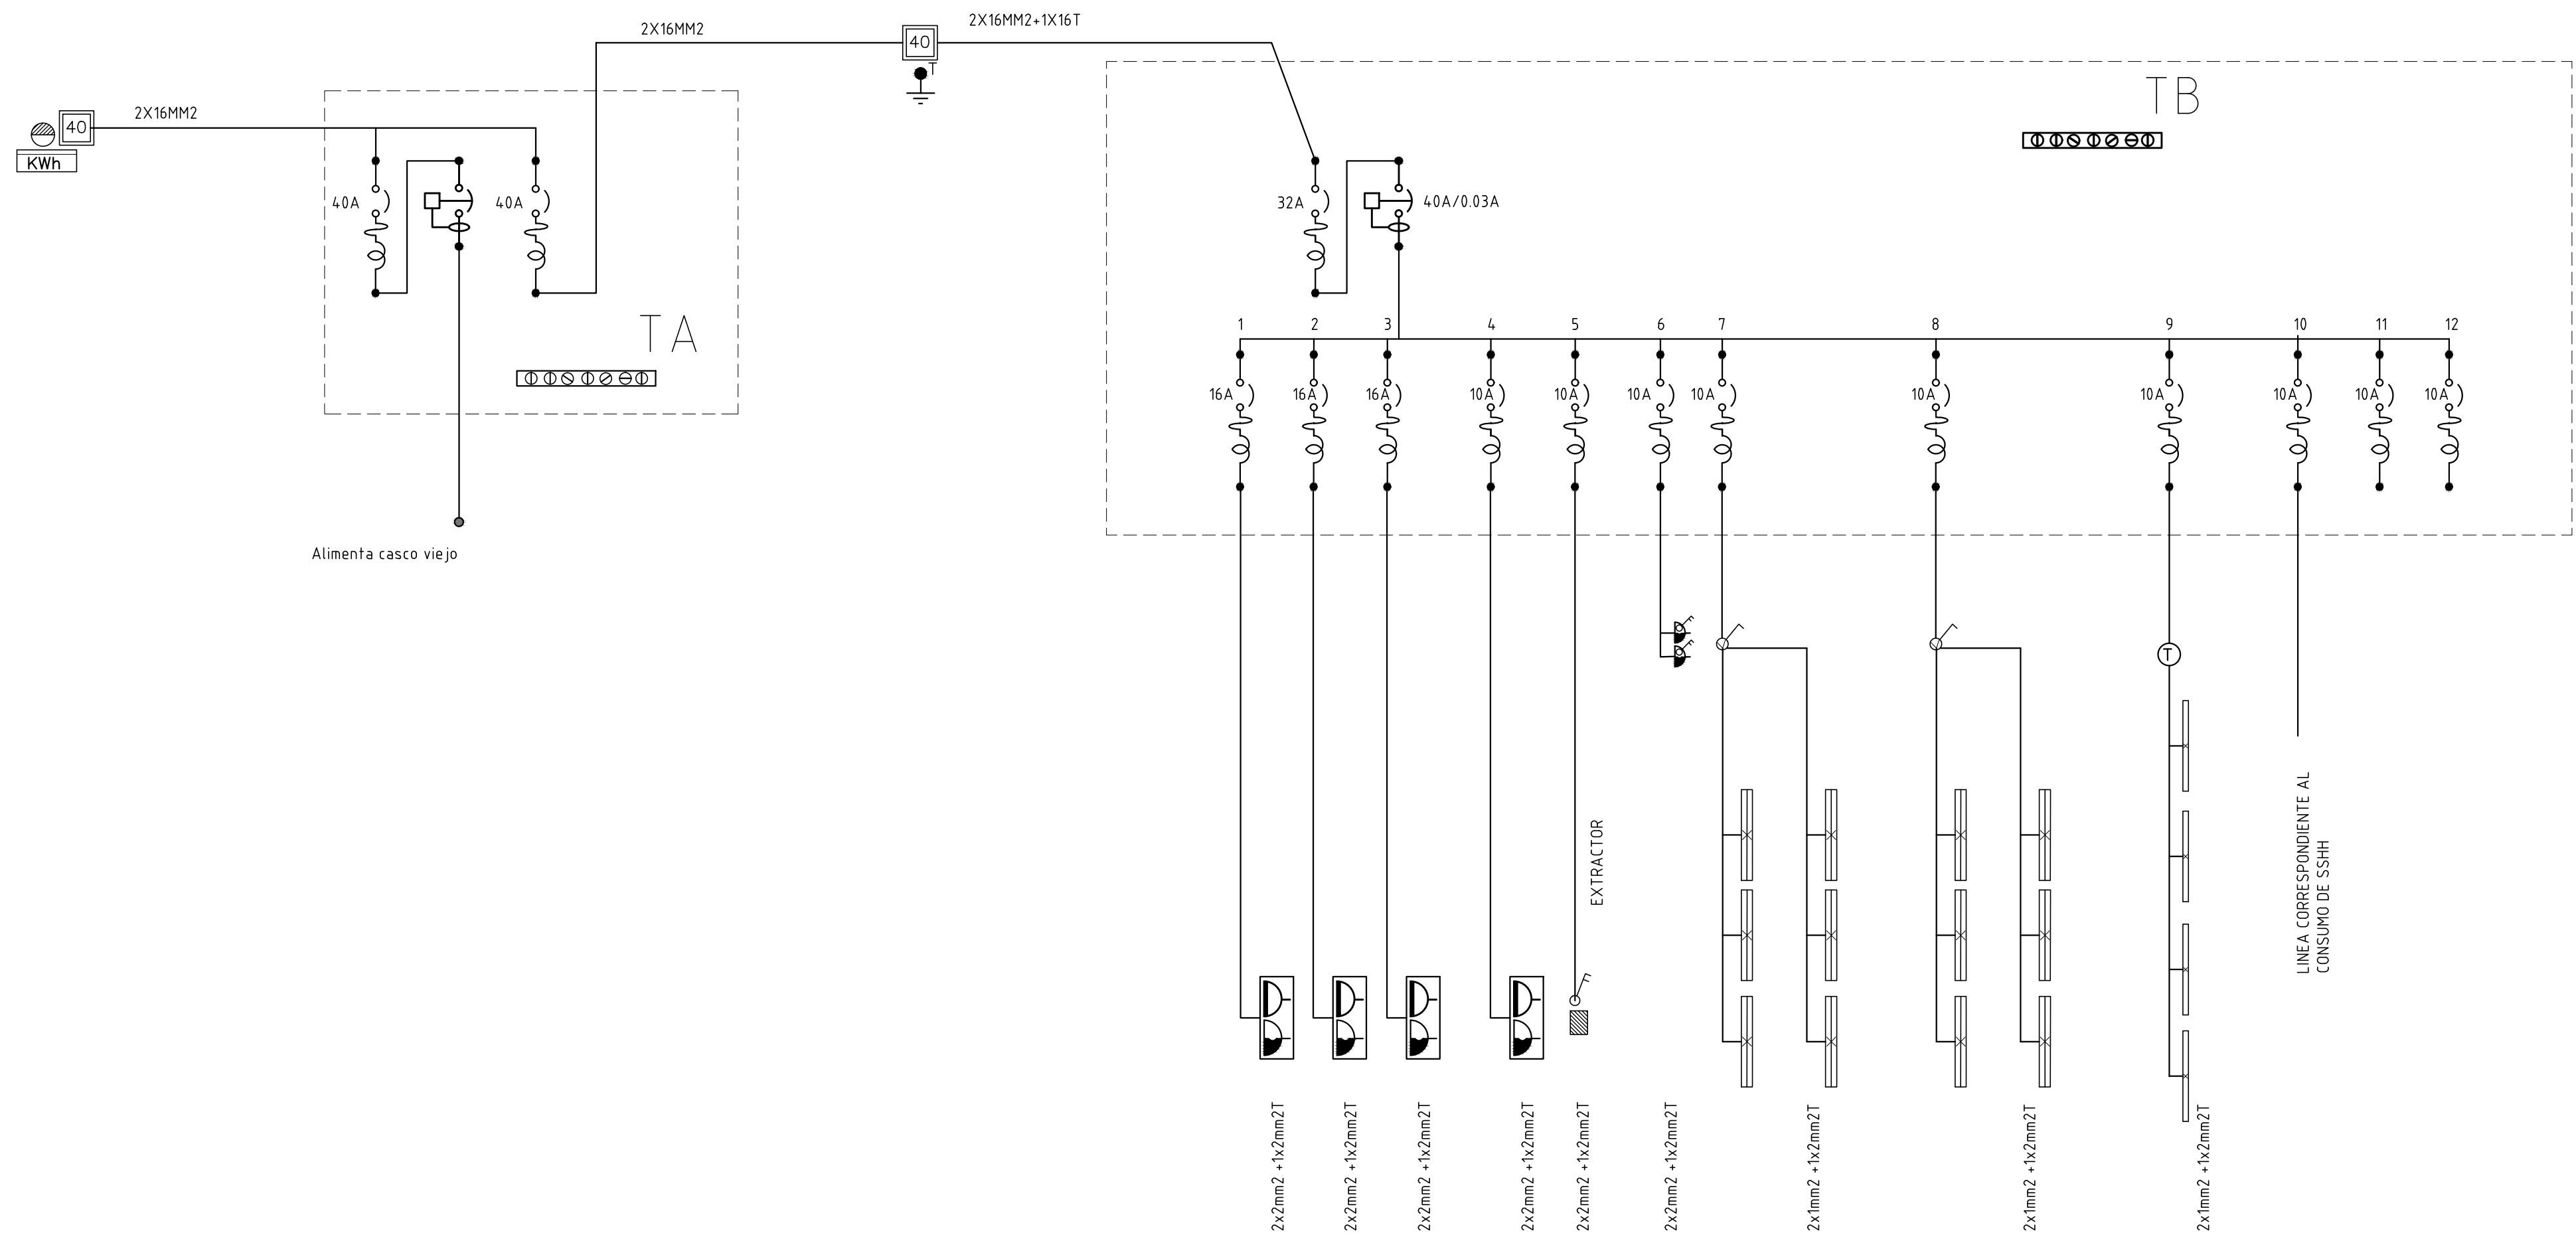 2X16MM2
40
2X16MM2+1X16T
T
TB
2X16MM2
40
KWh
40A
40A
32A
40A/0.03A
TA
1
2
3
4
5
6
7
8
9
10
11
12
16A
16A
16A
10A
10A
10A
10A
10A
10A
10A
10A
10A
Alimenta casco viejo
T
EXTRACTOR
LINEA CORRESPONDIENTE AL
CONSUMO DE SSHH
2x2mm2 +1x2mm2T
2x2mm2 +1x2mm2T
2x2mm2 +1x2mm2T
2x2mm2 +1x2mm2T
2x2mm2 +1x2mm2T
2x2mm2 +1x2mm2T
2x1mm2 +1x2mm2T
2x1mm2 +1x2mm2T
2x1mm2 +1x2mm2T